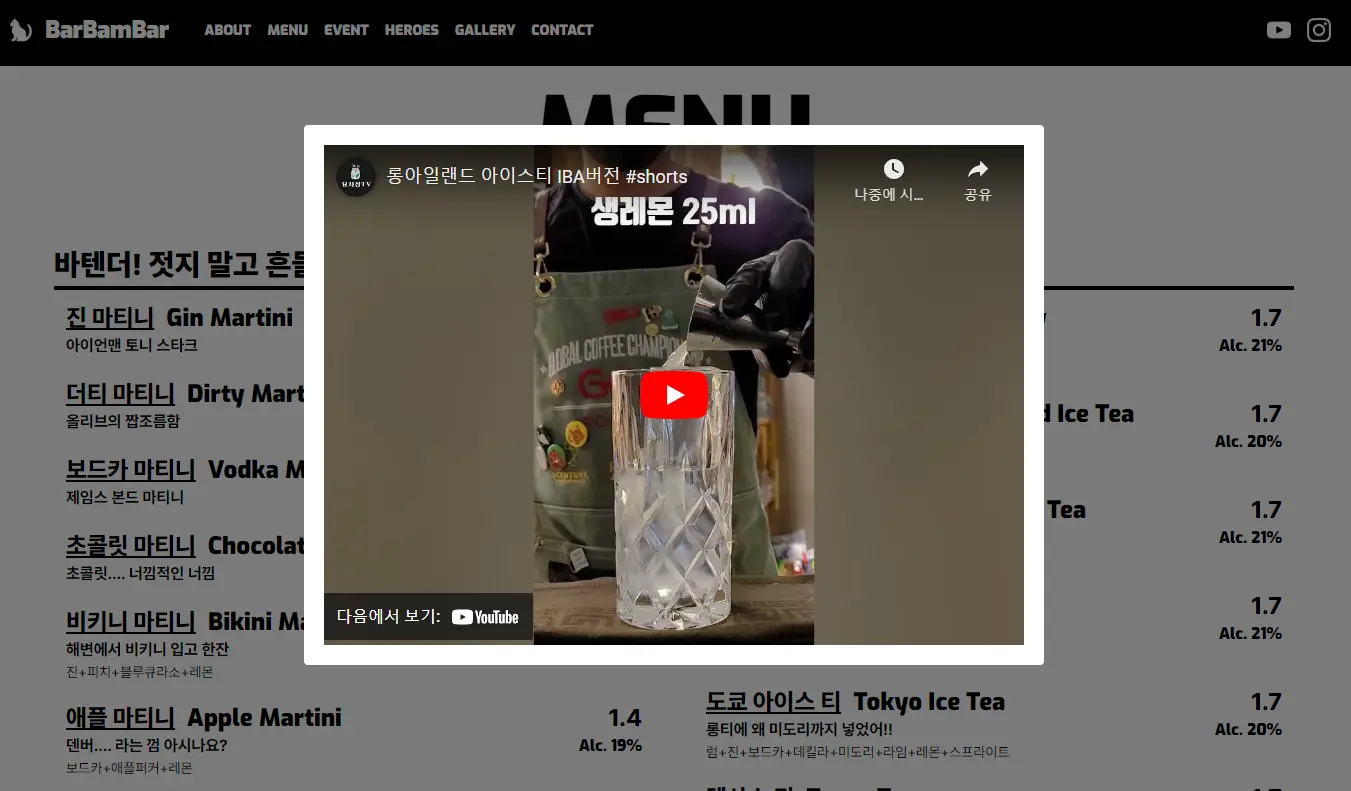 BarBamBar ABOUT MENU EVENT HEROES GALLERY CONTACT
MENU
롱아일랜드 아이스티 IBA버전 #shorts
나중에 시...
공유
생레몬 25ml
GLOBAL COFFEE CHAMPIONSHIP
다음에서 보기: YouTube
바텐더! 젓지 말고 흔들
진 마티니 Gin Martini
아이언맨 토니 스타크
더티 마티니 Dirty Mart
올리브의 짭조름함
보드카 마티니 Vodka M
제임스 본드 마티니
초콜릿 마티니 Chocolat
초콜릿.... 너낌적인 너낌
비키니 마티니 Bikini Ma
해변에서 비키니 입고 한잔
진+피치+블루큐라소+레몬
애플 마티니 Apple Martini 1.4
덴버.... 라는 껌 아시나요? Alc. 19%
보드카+애플퍼커+레몬
1.7
Alc. 21%
d Ice Tea 1.7
Alc. 20%
Tea 1.7
Alc. 21%
1.7
Alc. 21%
도쿄 아이스 티 Tokyo Ice Tea 1.7
롱티에 왜 미도리까지 넣었어!! Alc. 20%
럼+진+보드카+데킬라+미도리+라임+레몬+스프라이트